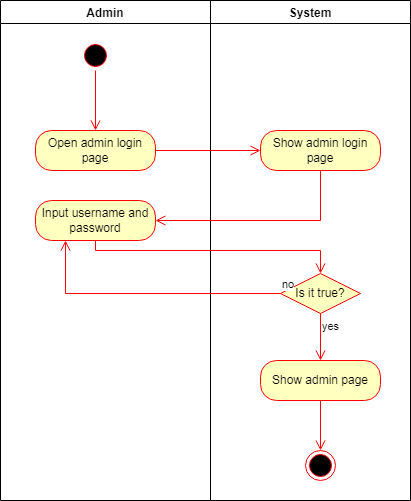 Admin
System
Open admin login
page
Show admin login
page
Input username and
password
no
Is it true?
yes
Show admin page